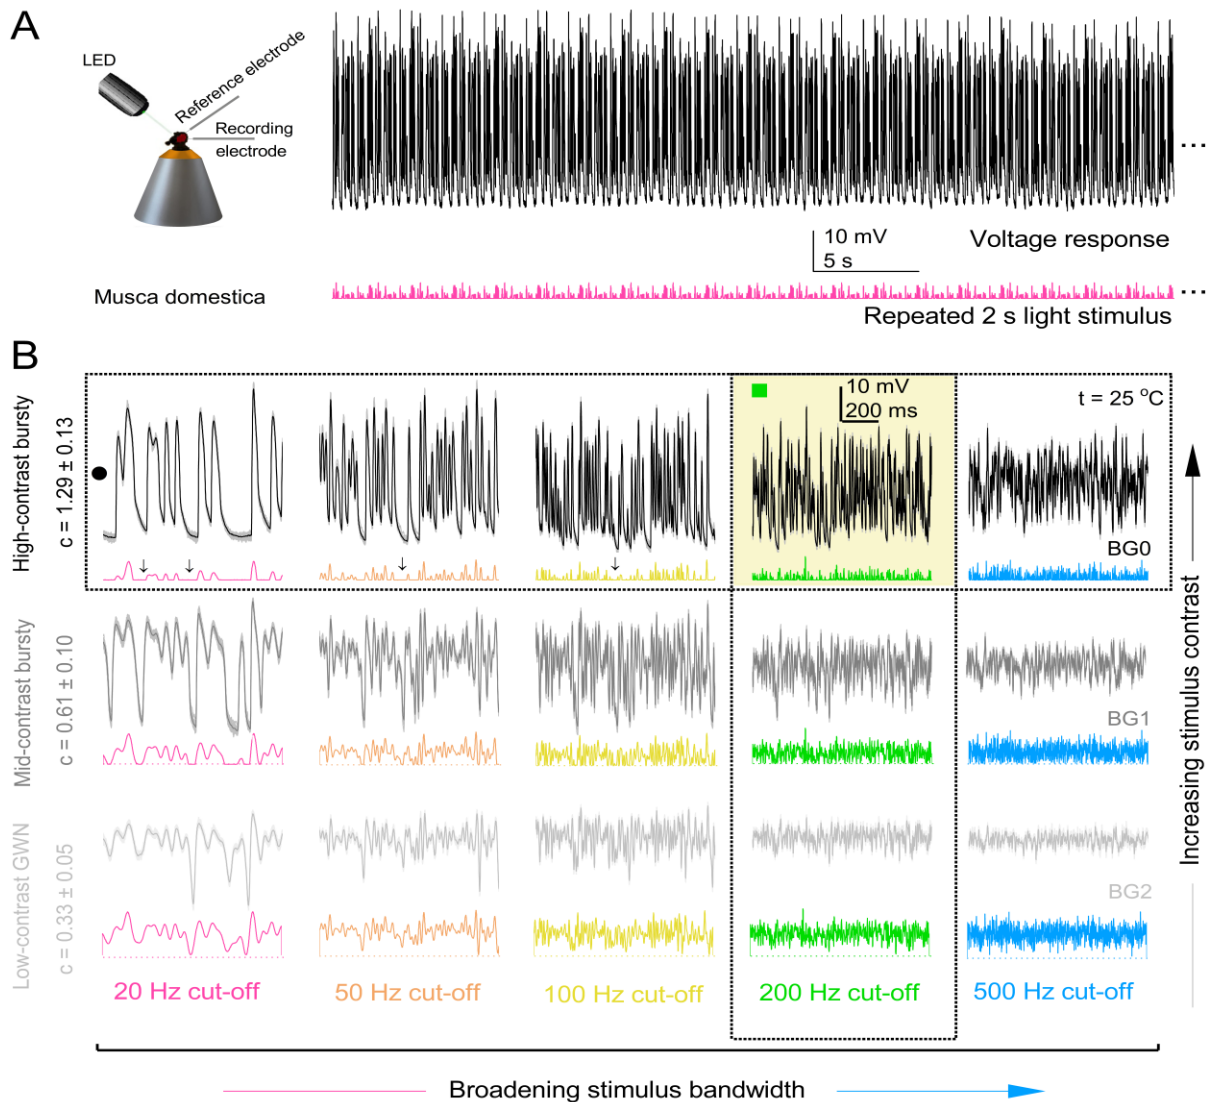 A
LED
Reference electrode
Recording
electrode
Musca domestica
10 mV
5 s
Voltage response
...
...
Repeated 2 s light stimulus
B
High-contrast bursty
c = 1.29 ± 0.13
10 mV
200 ms
t = 25 °C
BG0
Mid-contrast bursty
c = 0.61 ± 0.10
BG1
Low-contrast GWN
c = 0.33 ± 0.05
BG2
Increasing stimulus contrast
20 Hz cut-off
50 Hz cut-off
100 Hz cut-off
200 Hz cut-off
500 Hz cut-off
Broadening stimulus bandwidth